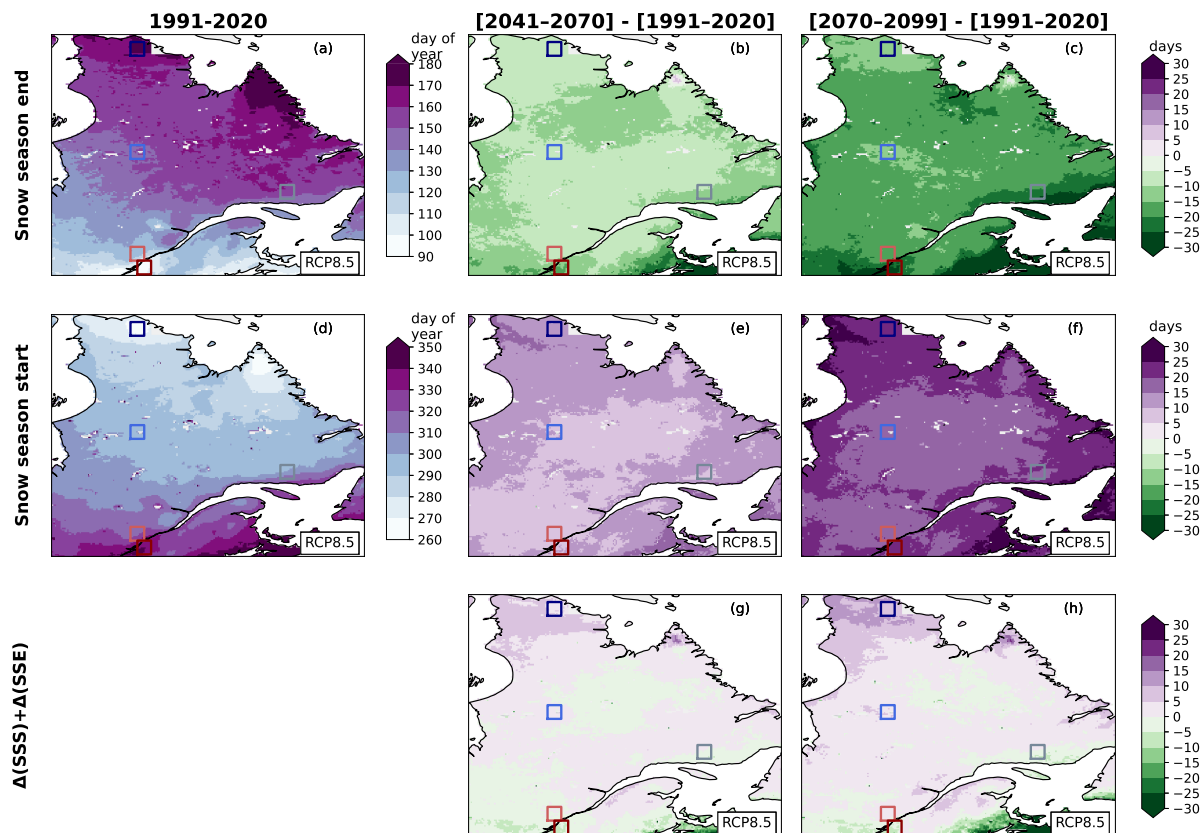 1991-2020
[2041–2070] - [1991–2020]
[2070–2099] - [1991–2020]
Snow season end
(a)
RCP8.5
day of
year
180
170
160
150
140
130
120
110
100
90
(b)
RCP8.5
(c)
RCP8.5
days
30
25
20
15
10
5
0
−5
−10
−15
−20
−25
−30
Snow season start
(d)
RCP8.5
day of
year
350
340
330
320
310
300
290
280
270
260
(e)
RCP8.5
(f)
RCP8.5
days
30
25
20
15
10
5
0
−5
−10
−15
−20
−25
−30
Δ(SSS)+Δ(SSE)
(g)
RCP8.5
(h)
RCP8.5
30
25
20
15
10
5
0
−5
−10
−15
−20
−25
−30